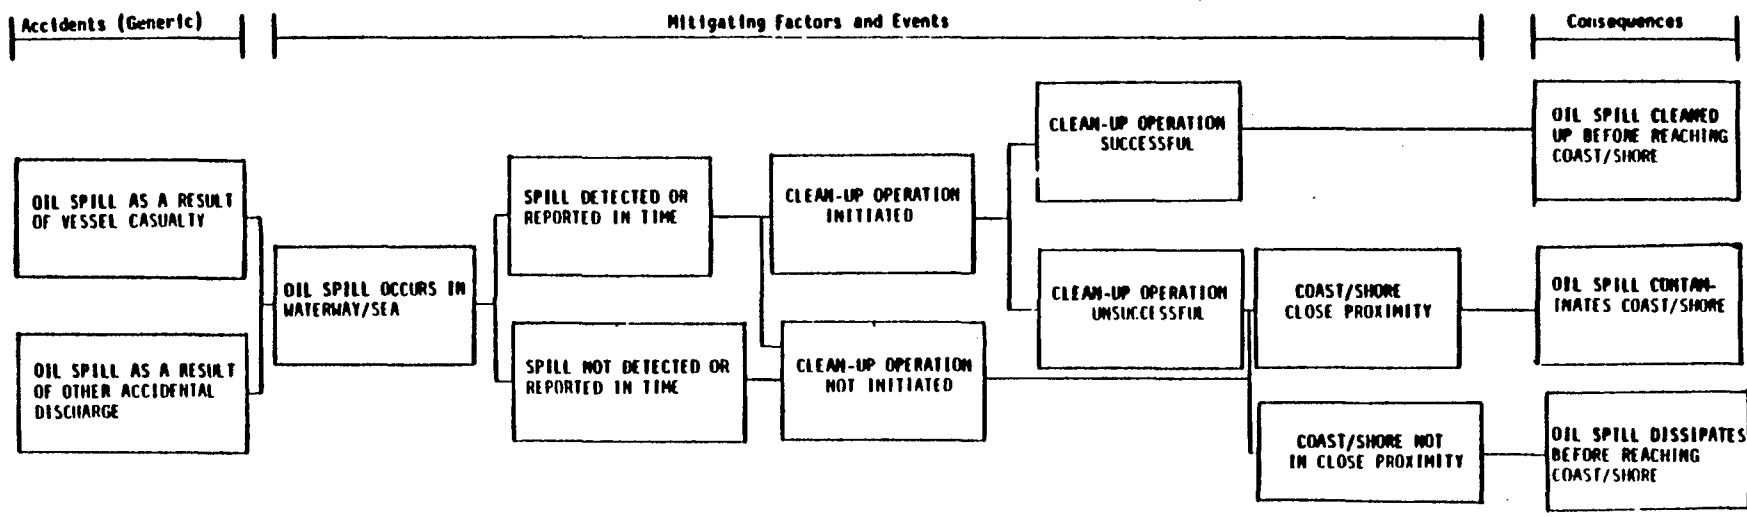 Accidents (Generic)
Mitigating Factors and Events
Consequences
OIL SPILL AS A RESULT
OF VESSEL CASUALTY
OIL SPILL AS A RESULT
OF OTHER ACCIDENTAL
DISCHARGE
OIL SPILL OCCURS IN
WATERWAY/SEA
SPILL DETECTED OR
REPORTED IN TIME
SPILL NOT DETECTED OR
REPORTED IN TIME
CLEAN-UP OPERATION
INITIATED
CLEAN-UP OPERATION
NOT INITIATED
CLEAN-UP OPERATION
SUCCESSFUL
CLEAN-UP OPERATION
UNSUCCESSFUL
COAST/SHORE
CLOSE PROXIMITY
COAST/SHORE NOT
IN CLOSE PROXIMITY
OIL SPILL CLEANED
UP BEFORE REACHING
COAST/SHORE
OIL SPILL CONTAM-
INATES COAST/SHORE
OIL SPILL DISSIPATES
BEFORE REACHING
COAST/SHORE